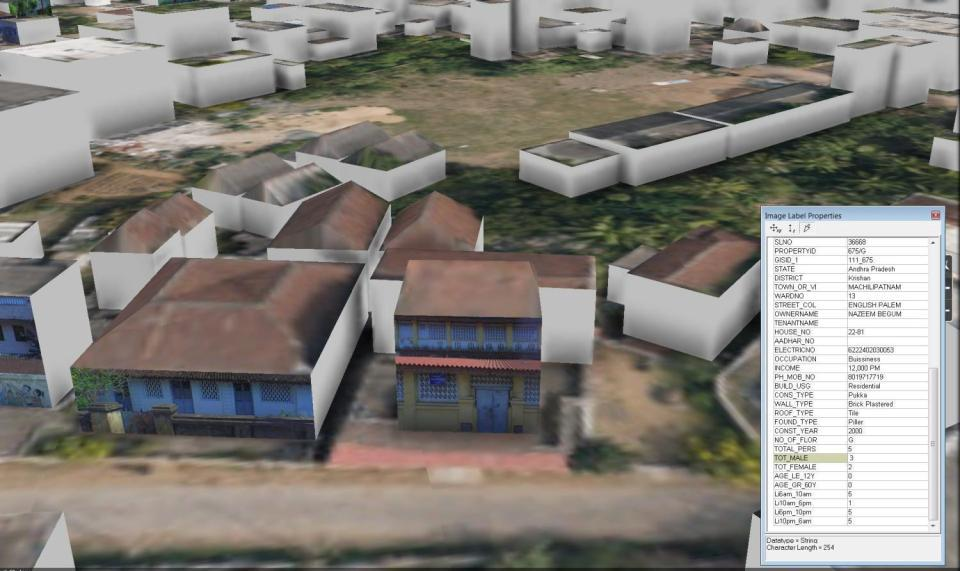 Image Label Properties
SLNO 36668
PROPERTYID 675/G
GISID_1 111_675
STATE Andhra Pradesh
DISTRICT Krishan
TOWN_OR_VI MACHILIPATNAM
WARDNO 13
STREET_COL ENGLISH PALEM
OWNERNAME NAZEEM BEGUM
TENANTNAME
HOUSE_NO 22-81
AADHAR_NO
ELECTRICNO 6222402030053
OCCUPATION Buissiness
INCOME 12,000 PM
PH_MOB_NO 8019717719
BUILD_USG Residential
CONS_TYPE Pukka
WALL_TYPE Brick Plastered
ROOF_TYPE Tile
FOUND_TYPE Piller
CONST_YEAR 2000
NO_OF_FLOR G
TOTAL_PERS 5
TOT_MALE 3
TOT_FEMALE 2
AGE_LE_12Y 0
AGE_GR_60Y 0
Li6am_10am 5
Li10am_6pm 1
Li6pm_10pm 5
Li10pm_6am 5
Datatype = String
Character Length = 254